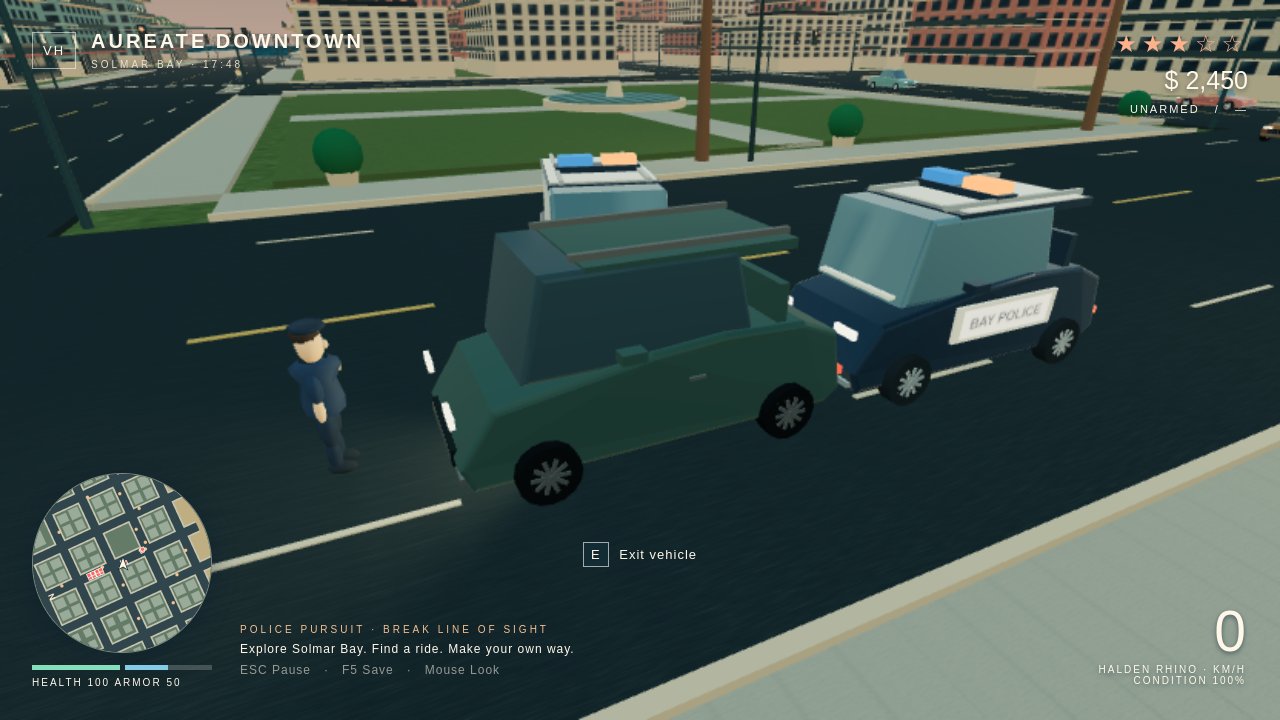 VH
AUREATE DOWNTOWN
SOLMAR BAY · 17:48
$ 2,450
UNARMED / —
BAY POLICE
E Exit vehicle
N
POLICE PURSUIT · BREAK LINE OF SIGHT
Explore Solmar Bay. Find a ride. Make your own way.
ESC Pause · F5 Save · Mouse Look
HEALTH 100 ARMOR 50
0
HALDEN RHINO · KM/H
CONDITION 100%